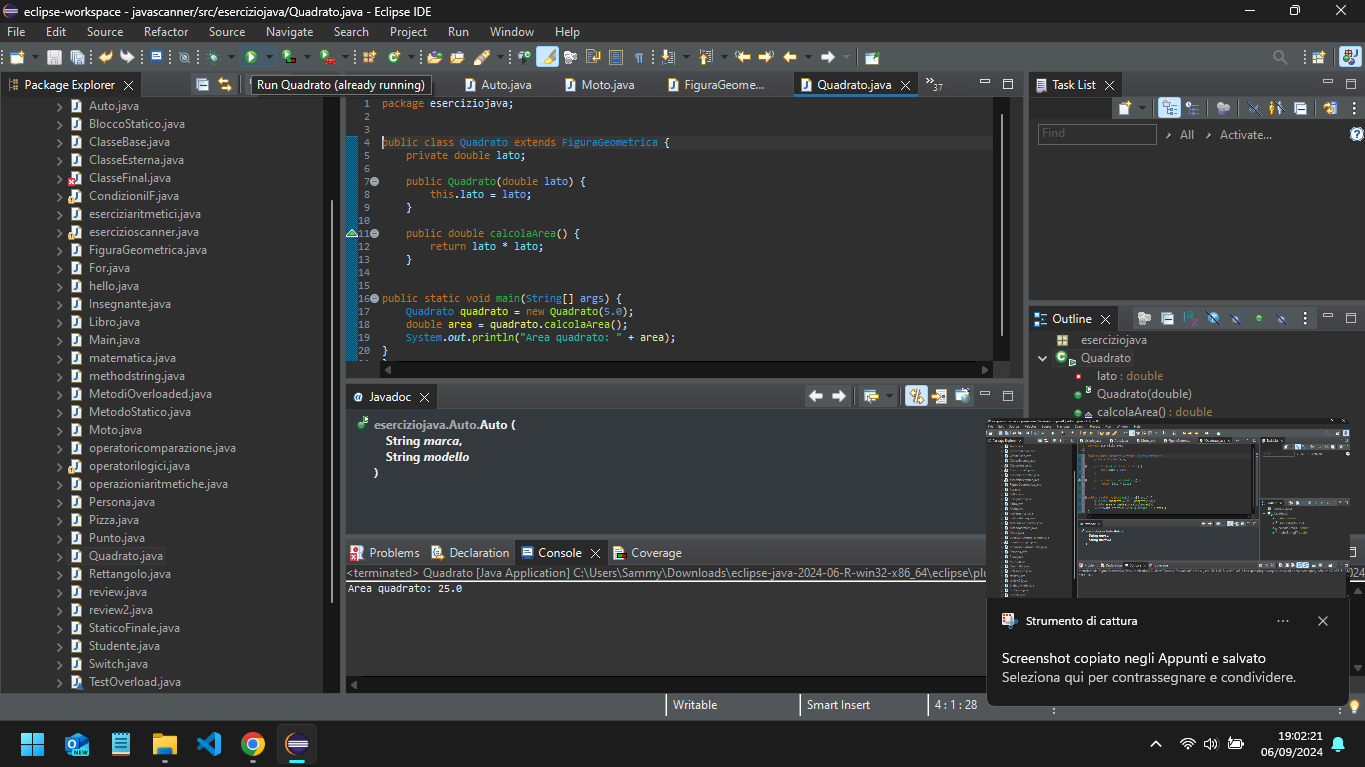 eclipse-workspace - javascanner/src/eserciziojava/Quadrato.java - Eclipse IDE
File Edit Source Refactor Source Navigate Search Project Run Window Help
Package Explorer
Run Quadrato (already running)
Auto.java
Moto.java
FiguraGeome...
Quadrato.java
37
Task List
Auto.java
BloccoStatico.java
ClasseBase.java
ClasseEsterna.java
ClasseFinal.java
CondizioniIF.java
eserciziaritmetici.java
esercizioscanner.java
FiguraGeometrica.java
For.java
hello.java
Insegnante.java
Libro.java
Main.java
matematica.java
methodstring.java
MetodiOverloaded.java
MetodoStatico.java
Moto.java
operatoricomparazione.java
operatorilogici.java
operazioniaritmetiche.java
Persona.java
Pizza.java
Punto.java
Quadrato.java
Rettangolo.java
review.java
review2.java
StaticoFinale.java
Studente.java
Switch.java
TestOverload.java
1 package eserciziojava;
2
3
4 public class Quadrato extends FiguraGeometrica {
5 private double lato;
6
7 public Quadrato(double lato) {
8 this.lato = lato;
9 }
10
11 public double calcolaArea() {
12 return lato * lato;
13 }
14
15
16 public static void main(String[] args) {
17 Quadrato quadrato = new Quadrato(5.0);
18 double area = quadrato.calcolaArea();
19 System.out.println("Area quadrato: " + area);
20 }
Find
All
Activate...
Outline
eserciziojava
Quadrato
lato : double
Quadrato(double)
calcolaArea() : double
Javadoc
eserciziojava.Auto.Auto (
String marca,
String modello
)
Problems
Declaration
Console
Coverage
<terminated> Quadrato [Java Application] C:\Users\Sammy\Downloads\eclipse-java-2024-06-R-win32-x86_64\eclipse\plu
Area quadrato: 25.0
Strumento di cattura
Screenshot copiato negli Appunti e salvato
Seleziona qui per contrassegnare e condividere.
Writable
Smart Insert
4 : 1 : 28
NEW
19:02:21
06/09/2024